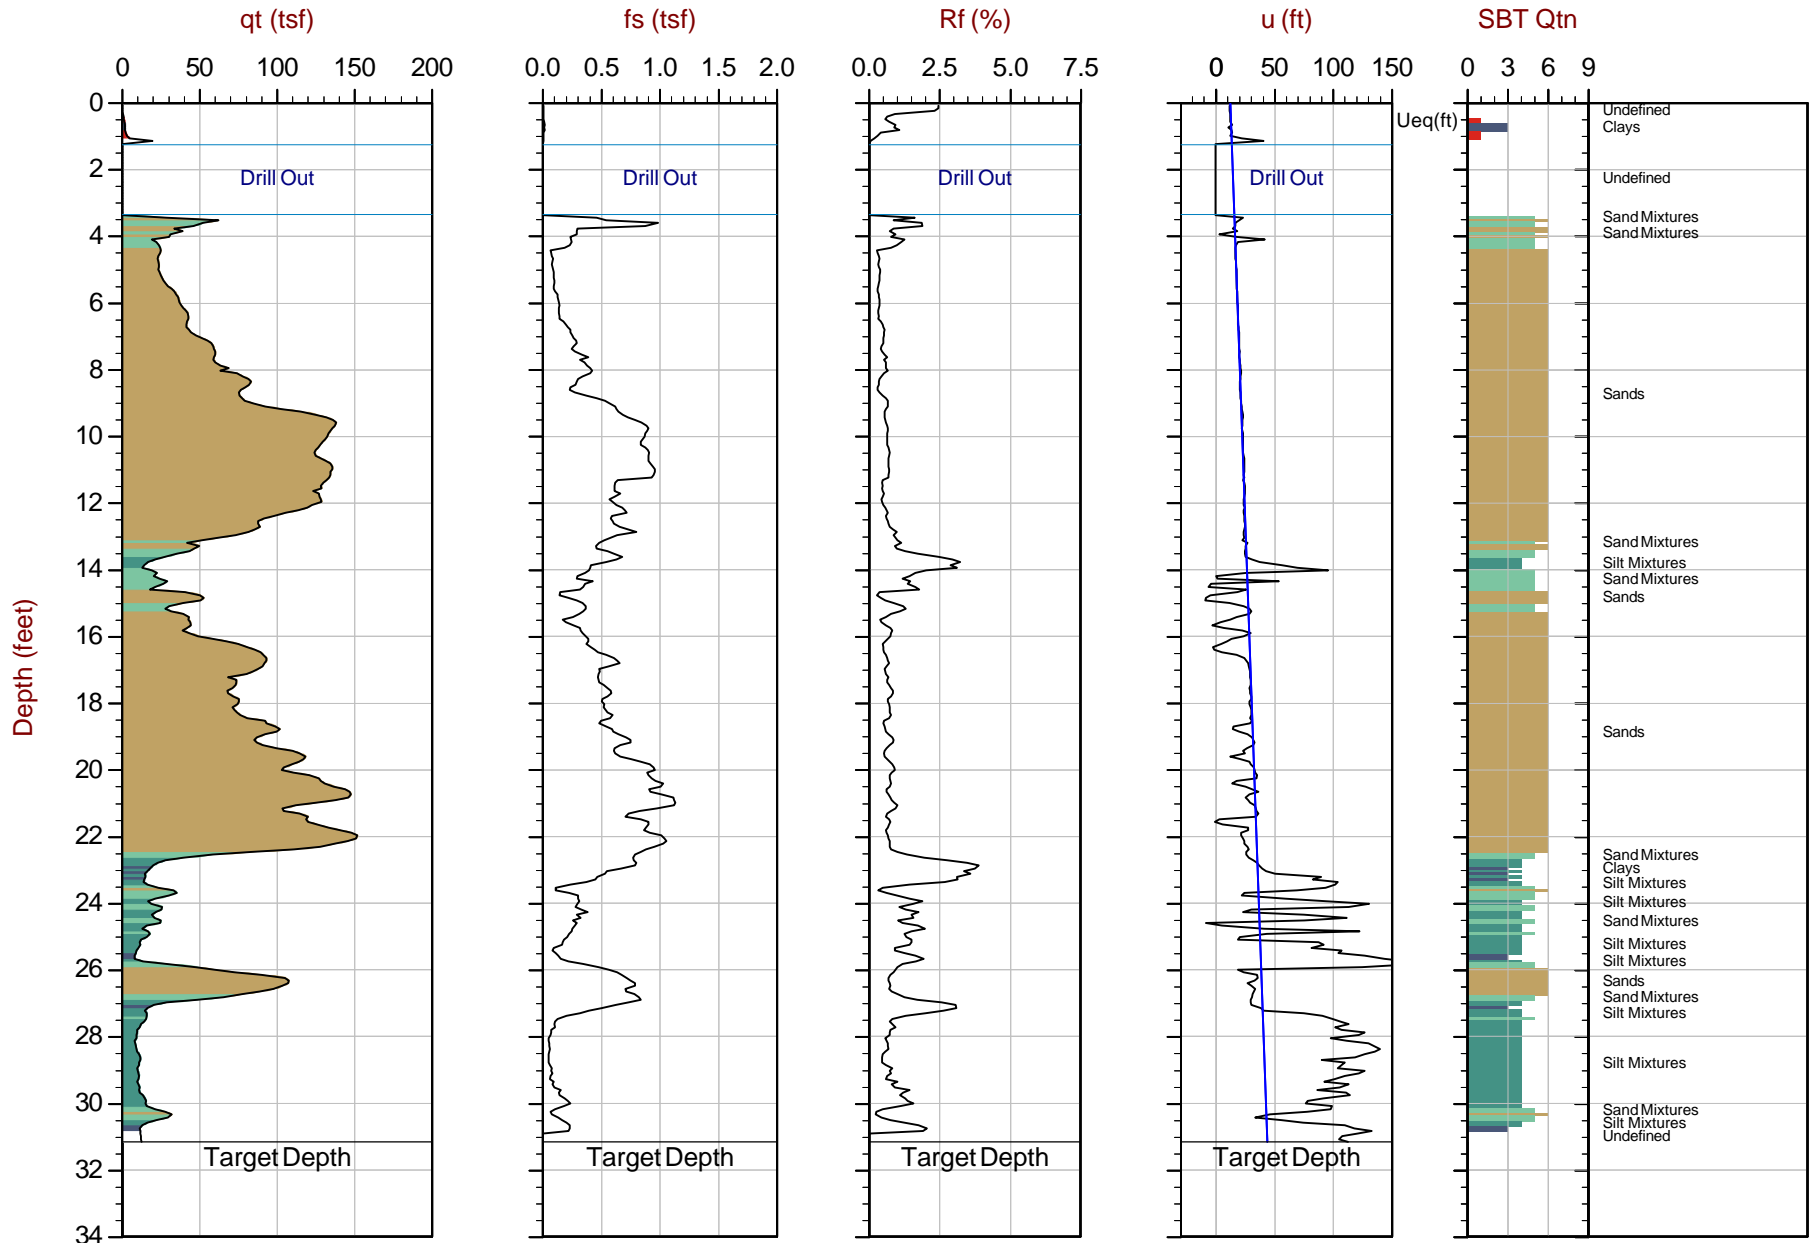 qt (tsf) fs (tsf) Rf (%) u (ft) SBT Qtn
0 50 100 150 200 0.0 0.5 1.0 1.5 2.0 0.0 2.5 5.0 7.5 0 50 100 150 0 3 6 9
0
Undefined
Ueq(ft)
Clays
2
Drill Out Drill Out Drill Out Drill Out Undefined
Sand Mixtures
4
Sand Mixtures
6
8
Sands
10
12
Sand Mixtures
Silt Mixtures
14
Sand Mixtures
Sands
Depth (feet)
16
18
Sands
20
22
Sand Mixtures
Clays
Silt Mixtures
24
Silt Mixtures
Sand Mixtures
Silt Mixtures
Silt Mixtures
26
Sands
Sand Mixtures
Silt Mixtures
28
Silt Mixtures
30
Sand Mixtures
Silt Mixtures
Undefined
Target Depth Target Depth Target Depth Target Depth
32
34